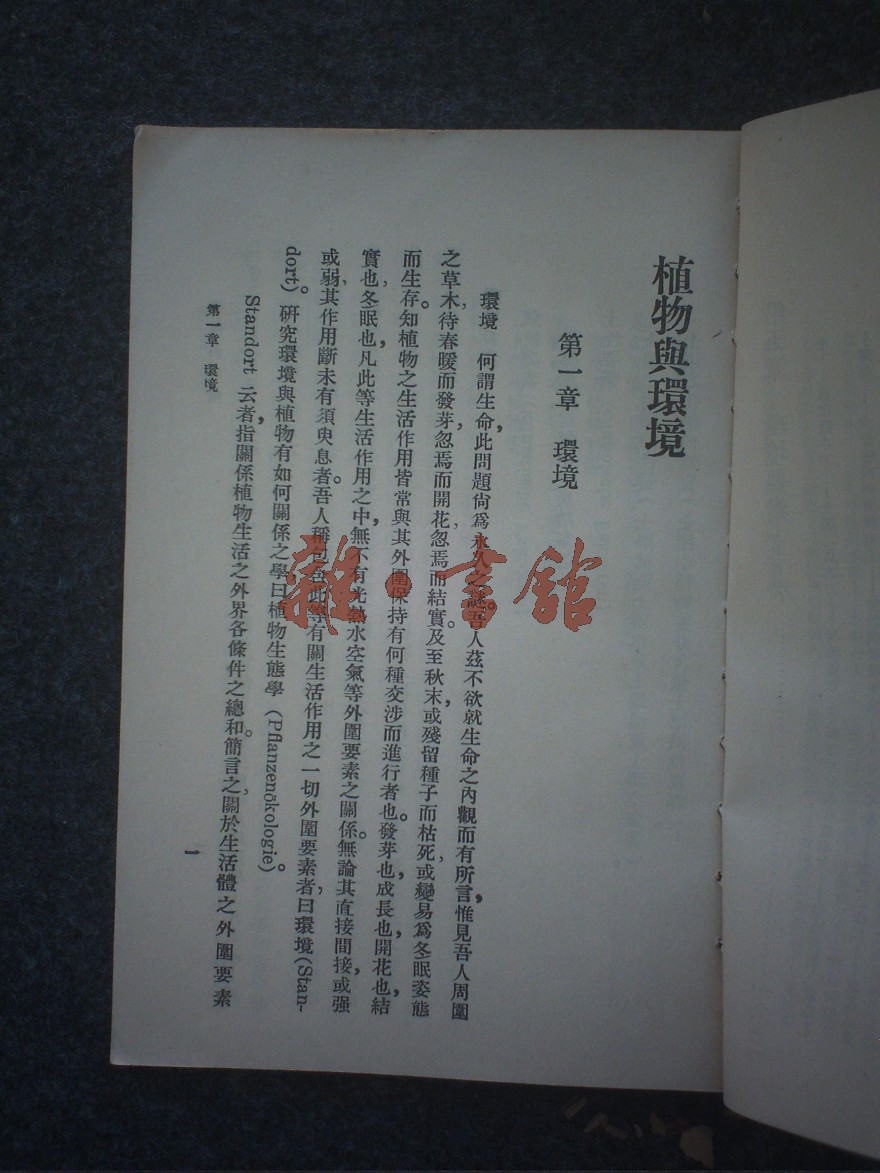 植物與環境
第一章　環境
環境　何謂生命，此問題尙爲永久之謎。吾人茲不欲就生命之內觀而有所言，惟見吾人周圍
之草木，待春暖而發芽，忽焉而開花，忽焉而結實。及至秋末，或殘留種子而枯死，或變易爲冬眠姿態
而生存。知植物之生活作用，皆常與其外圍保持有何種交涉而進行者也。發芽也，成長也，開花也，結
實也，冬眠也，凡此等生活作用之中，無不有光熱水空氣等外圍要素之關係。無論其直接間接，或强
或弱，其作用斷未有須臾息者。吾人稱包含此等有關生活作用之一切外圍要素者，曰環境(Stan-
dort)。硏究環境與植物有如何關係之學，曰植物生態學 (Pflanzenökologie)。
Standort 云者，指關係植物生活之外界各條件之總和。簡言之，關於生活體之外圍要素
第一章　環境
一
雜·書館